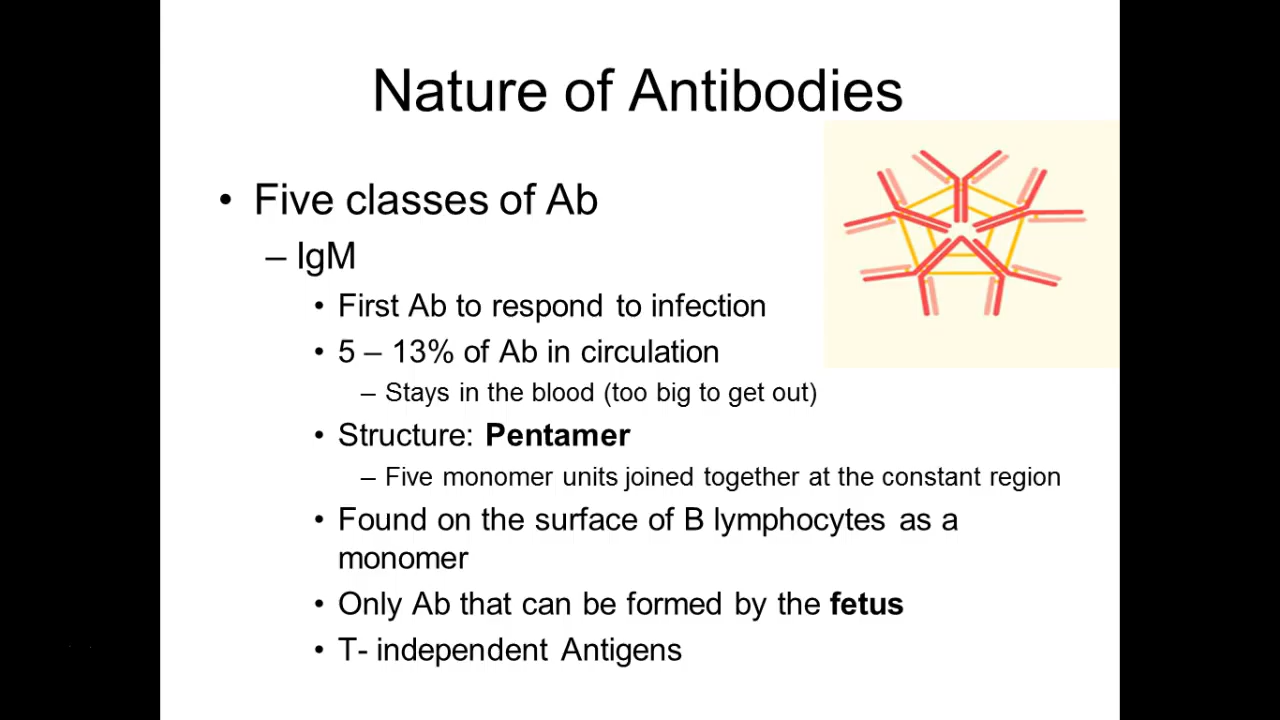 Nature of Antibodies
• Five classes of Ab
– IgM
• First Ab to respond to infection
• 5 – 13% of Ab in circulation
– Stays in the blood (too big to get out)
• Structure: Pentamer
– Five monomer units joined together at the constant region
• Found on the surface of B lymphocytes as a
monomer
• Only Ab that can be formed by the fetus
• T- independent Antigens